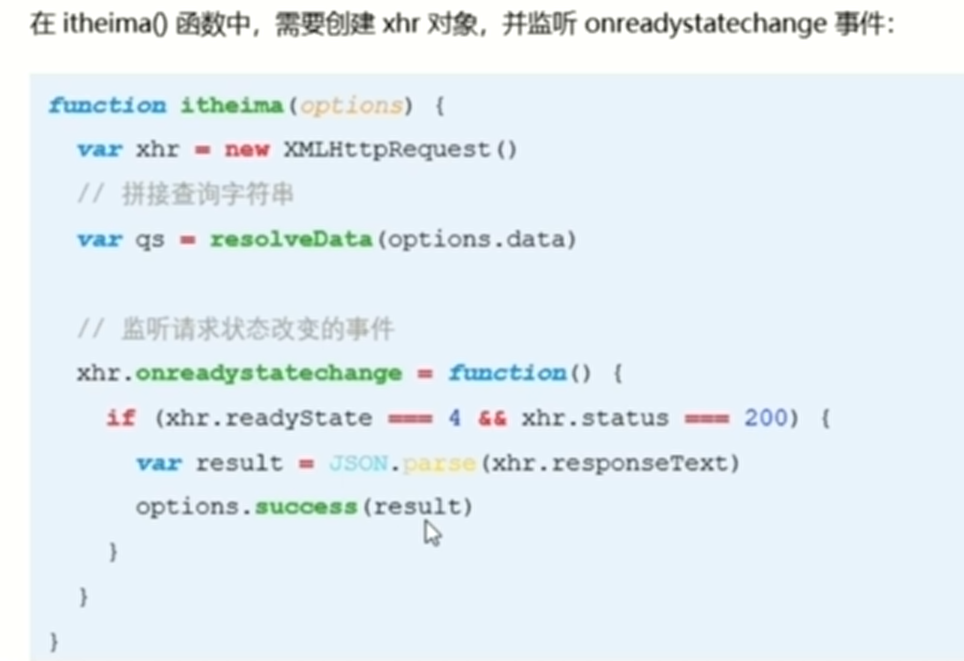 在 itheima() 函数中，需要创建 xhr 对象，并监听 onreadystatechange 事件：
function itheima(options) {
var xhr = new XMLHttpRequest()
// 拼接查询字符串
var qs = resolveData(options.data)
// 监听请求状态改变的事件
xhr.onreadystatechange = function() {
if (xhr.readyState === 4 && xhr.status === 200) {
var result = JSON.parse(xhr.responseText)
options.success(result)
}
}
}